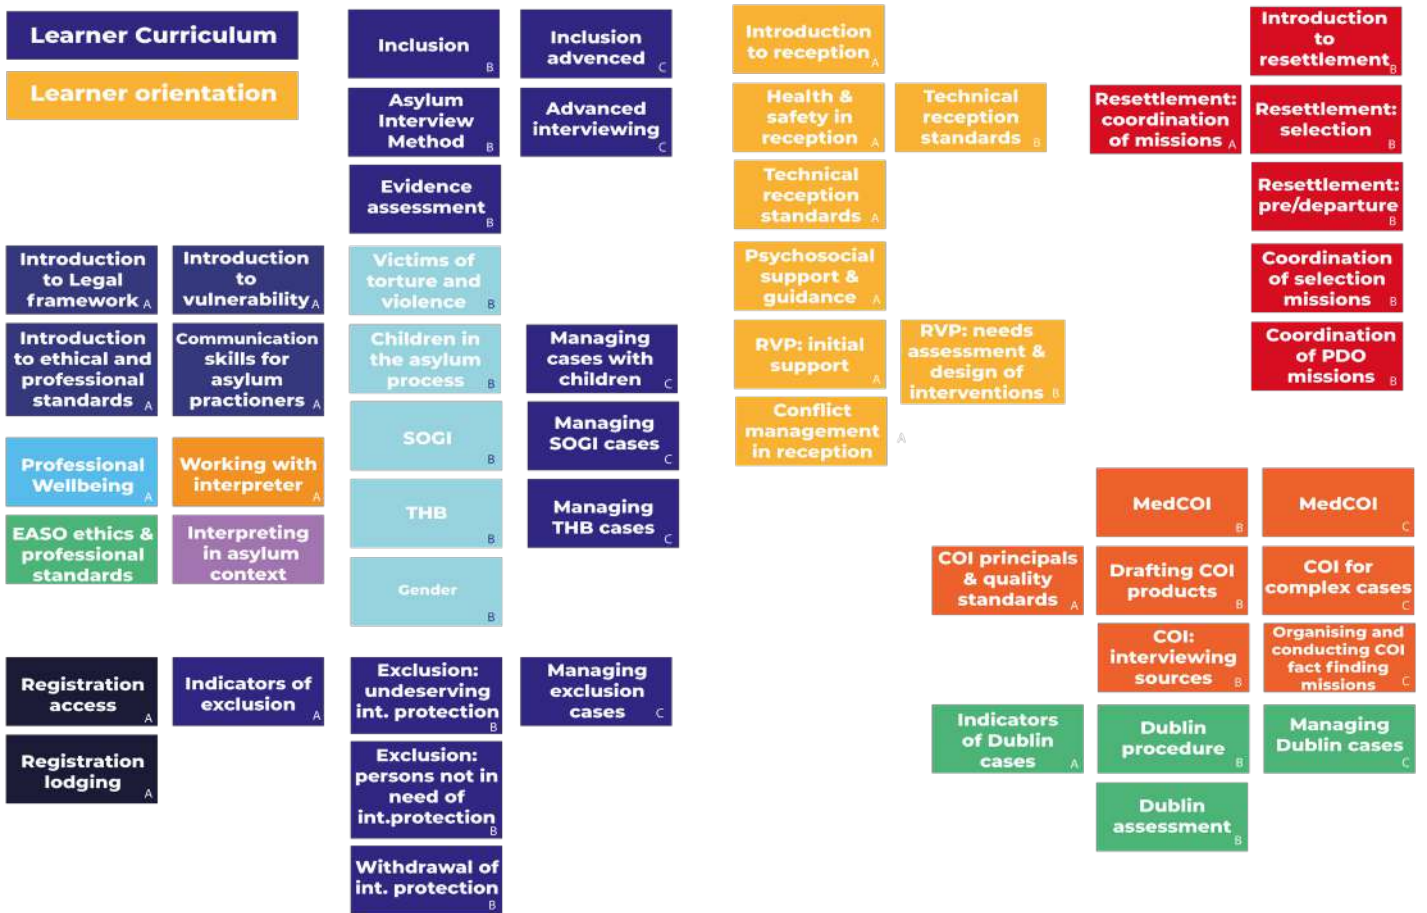 Learner Curriculum
Learner orientation
Inclusion
B
Inclusion
advenced
C
Asylum
Interview
Method
B
Advanced
interviewing
C
Evidence
assessment
B
Introduction
to Legal
framework
A
Introduction
to
vulnerability
A
Introduction
to ethical and
professional
standards
A
Communication
skills for
asylum
practioners
A
Professional
Wellbeing
A
Working with
interpreter
A
EASO ethics &
professional
standards
Interpreting
in asylum
context
Victims of
torture and
violence
B
Children in
the asylum
process
B
Managing
cases with
children
C
SOGI
B
Managing
SOGI cases
C
THB
B
Managing
THB cases
C
Gender
B
Registration
access
A
Indicators of
exclusion
A
Exclusion:
undeserving
int. protection
B
Managing
exclusion
cases
C
Registration
lodging
A
Exclusion:
persons not in
need of
int.protection
B
Withdrawal of
int. protection
B
Introduction
to reception
A
Health &
safety in
reception
A
Technical
reception
standards
B
Technical
reception
standards
A
Psychosocial
support &
guidance
A
RVP: initial
support
A
RVP: needs
assessment &
design of
interventions
B
Conflict
management
in reception
A
Introduction
to
resettlement
B
Resettlement:
coordination
of missions
A
Resettlement:
selection
B
Resettlement:
pre/departure
B
Coordination
of selection
missions
B
Coordination
of PDO
missions
B
MedCOI
B
MedCOI
C
COI principals
& quality
standards
A
Drafting COI
products
B
COI for
complex cases
C
COI:
interviewing
sources
B
Organising and
conducting COI
fact finding
missions
C
Indicators
of Dublin
cases
A
Dublin
procedure
B
Managing
Dublin cases
C
Dublin
assessment
B